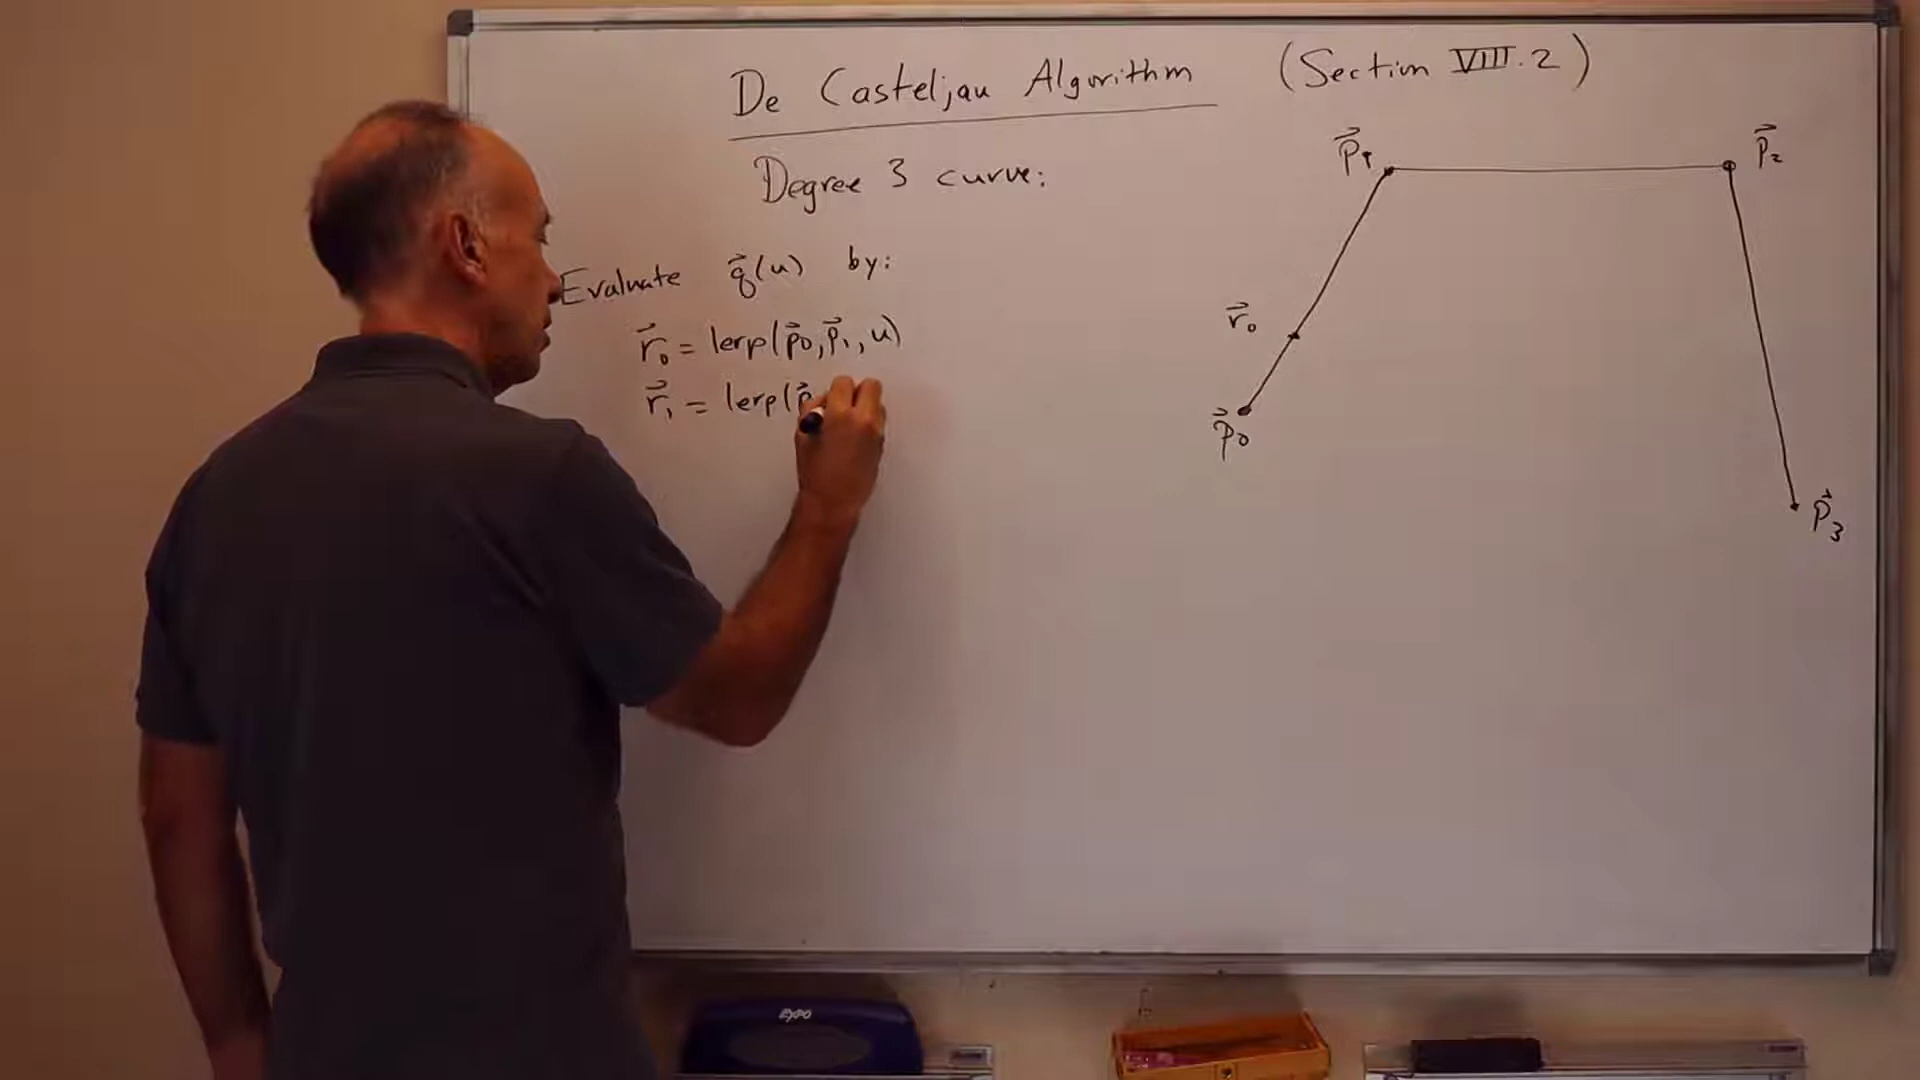 De Casteljau Algorithm (Section VIII.2)
Degree 3 curve:
Evaluate q⃗(u) by:
r⃗₀ = lerp(p⃗₀, p⃗₁, u)
r⃗₁ = lerp(p⃗
p⃗₁
p⃗₂
r⃗₀
p⃗₀
p⃗₃
EXPO